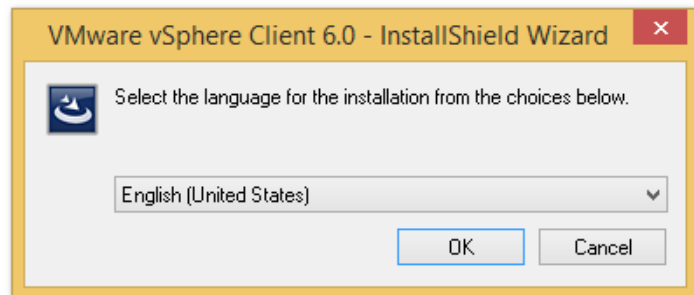 VMware vSphere Client 6.0 - InstallShield Wizard
Select the language for the installation from the choices below.
English (United States)
OK
Cancel